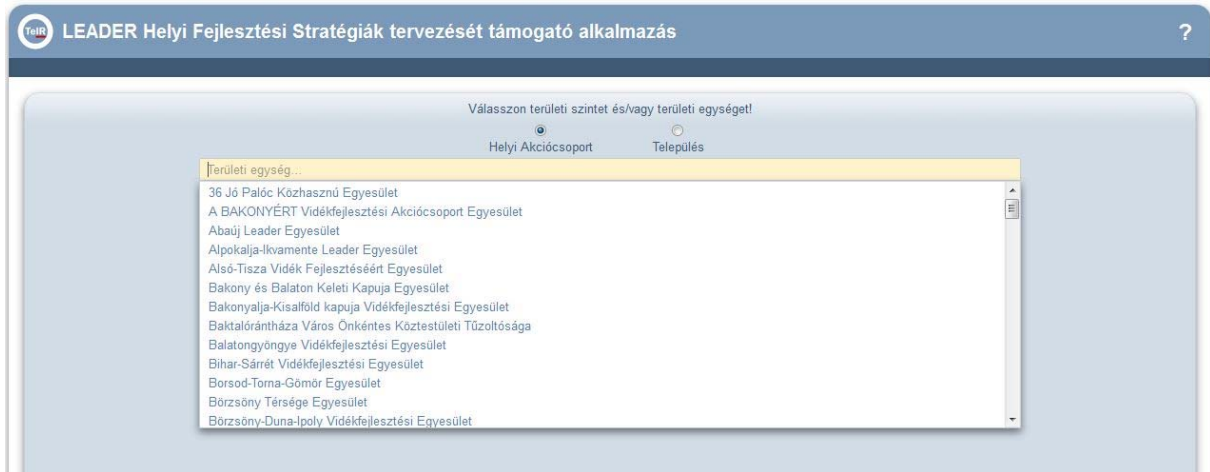 TeIR LEADER Helyi Fejlesztési Stratégiák tervezését támogató alkalmazás ?
Válasszon területi szintet és/vagy területi egységet!
Helyi Akciócsoport Település
Területi egység...
36 Jó Palóc Közhasznú Egyesület
A BAKONYÉRT Vidékfejlesztési Akciócsoport Egyesület
Abaúj Leader Egyesület
Alpokalja-Ikvamente Leader Egyesület
Alsó-Tisza Vidék Fejlesztéséért Egyesület
Bakony és Balaton Keleti Kapuja Egyesület
Bakonyalja-Kisalföld kapuja Vidékfejlesztési Egyesület
Baktalórántháza Város Önkéntes Köztestületi Tűzoltósága
Balatongyöngye Vidékfejlesztési Egyesület
Bihar-Sárrét Vidékfejlesztési Egyesület
Borsod-Torna-Gömör Egyesület
Börzsöny Térsége Egyesület
Börzsöny-Duna-Ipoly Vidékfejlesztési Egyesület